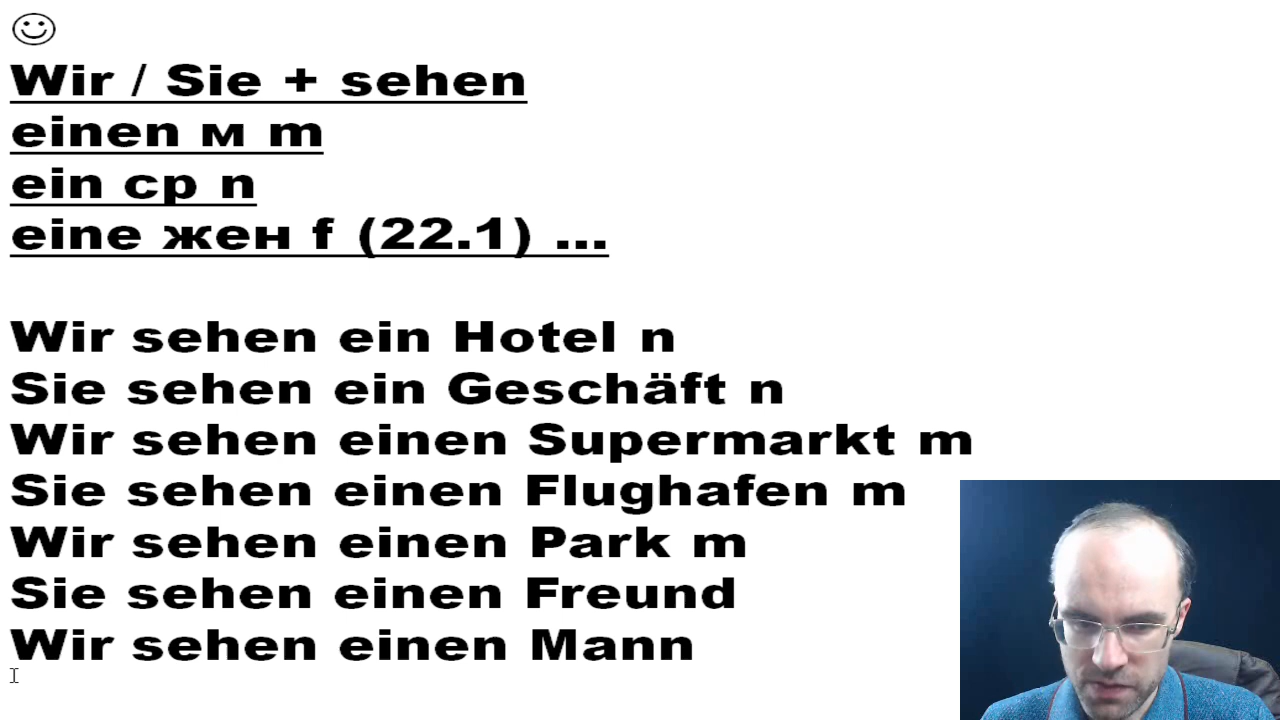 Wir / Sie + sehen
einen м m
ein ср n
eine жен f (22.1) ...
Wir sehen ein Hotel n
Sie sehen ein Geschäft n
Wir sehen einen Supermarkt m
Sie sehen einen Flughafen m
Wir sehen einen Park m
Sie sehen einen Freund
Wir sehen einen Mann